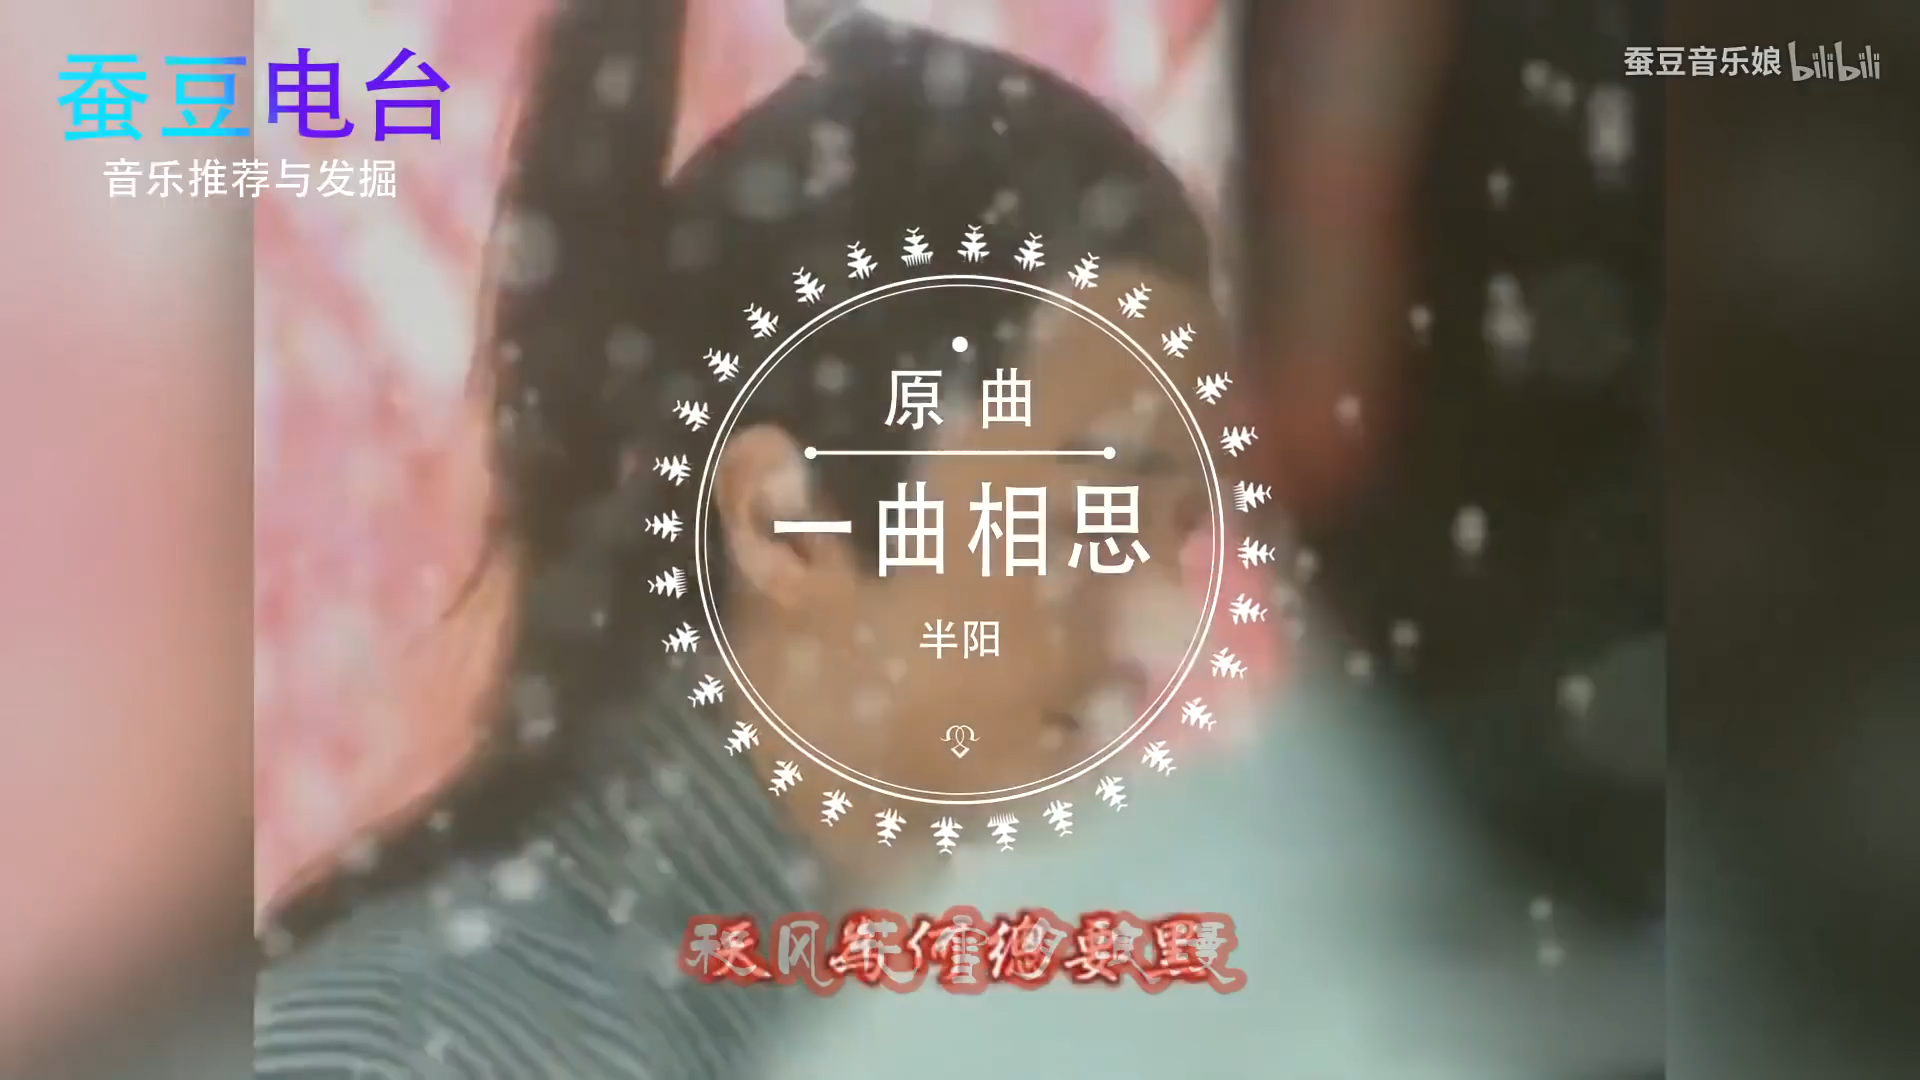 蚕豆电台
音乐推荐与发掘
蚕豆音乐娘 bilibili
原曲
一曲相思
半阳